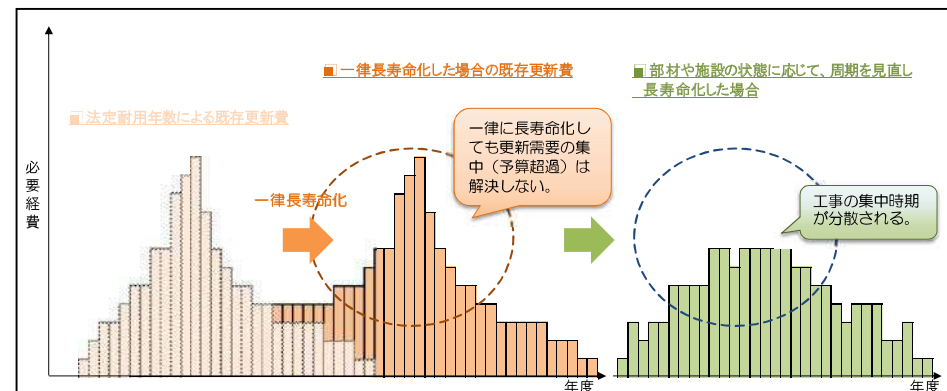 ■ 一律長寿命化した場合の既存更新費
■ 部材や施設の状態に応じて、周期を見直し
長寿命化した場合
■ 法定耐用年数による既存更新費
一律に長寿命化し
ても更新需要の集
中（予算超過）は
解決しない。
必要経費
一律長寿命化
工事の集中時期
が分散される。
年度
年度